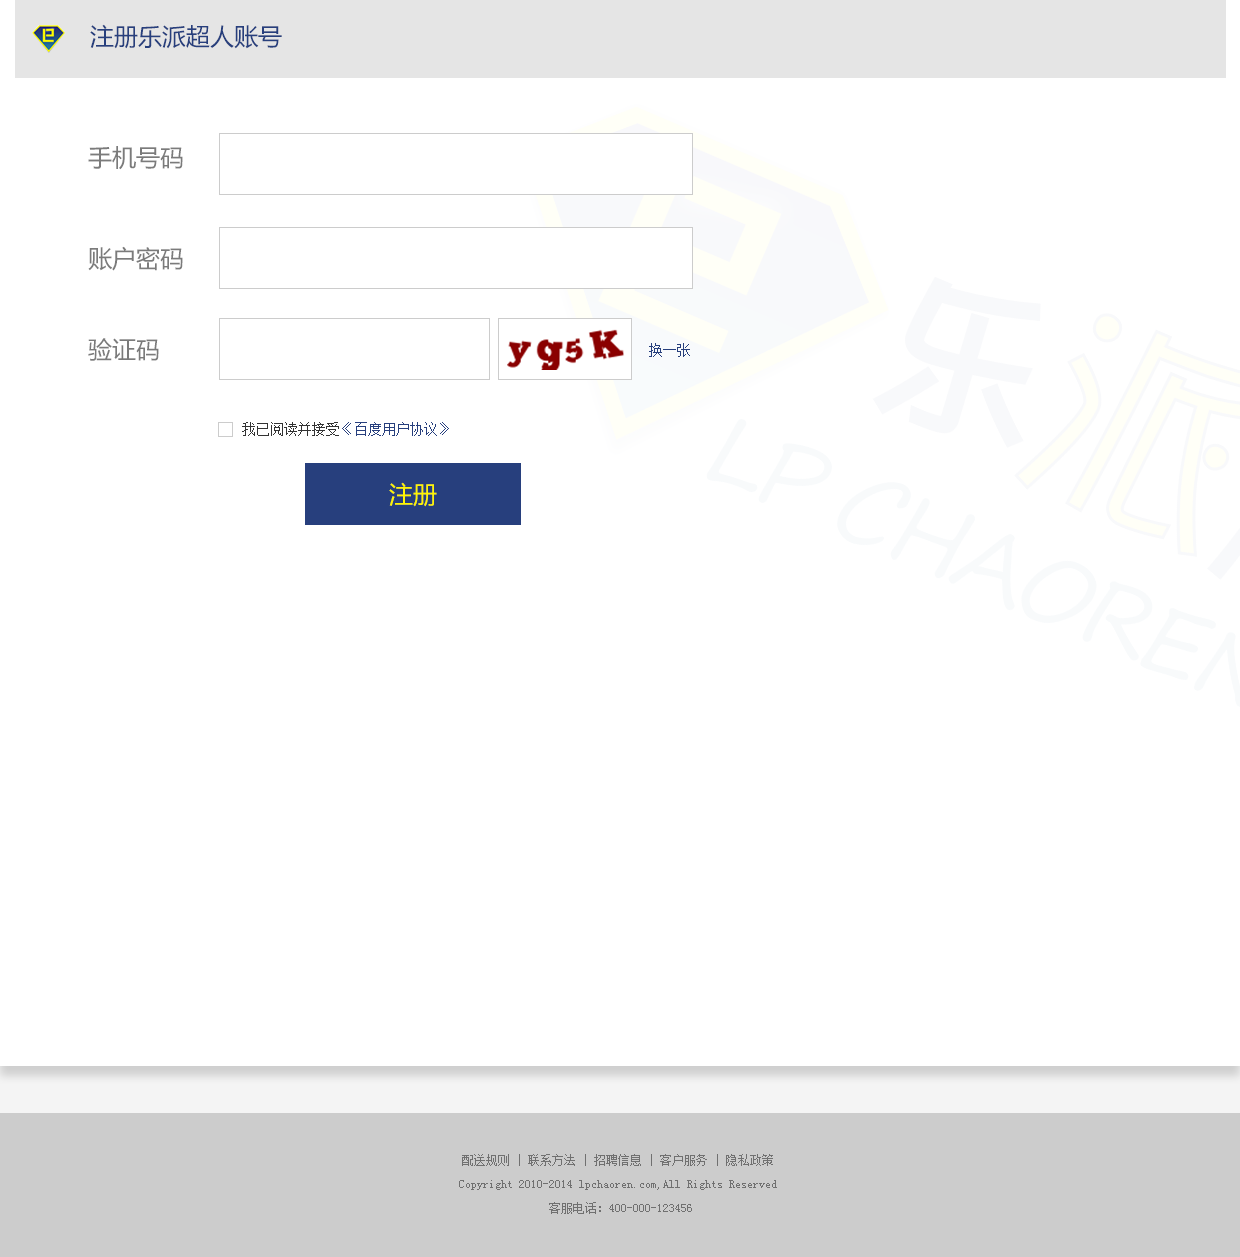 注册乐派超人账号
手机号码
账户密码
验证码
yg5K
换一张
我已阅读并接受《百度用户协议》
注册
乐派
LP CHAOREN
配送规则 | 联系方法 | 招聘信息 | 客户服务 | 隐私政策
Copyright 2010-2014 lpchaoren.com,All Rights Reserved
客服电话: 400-000-123456